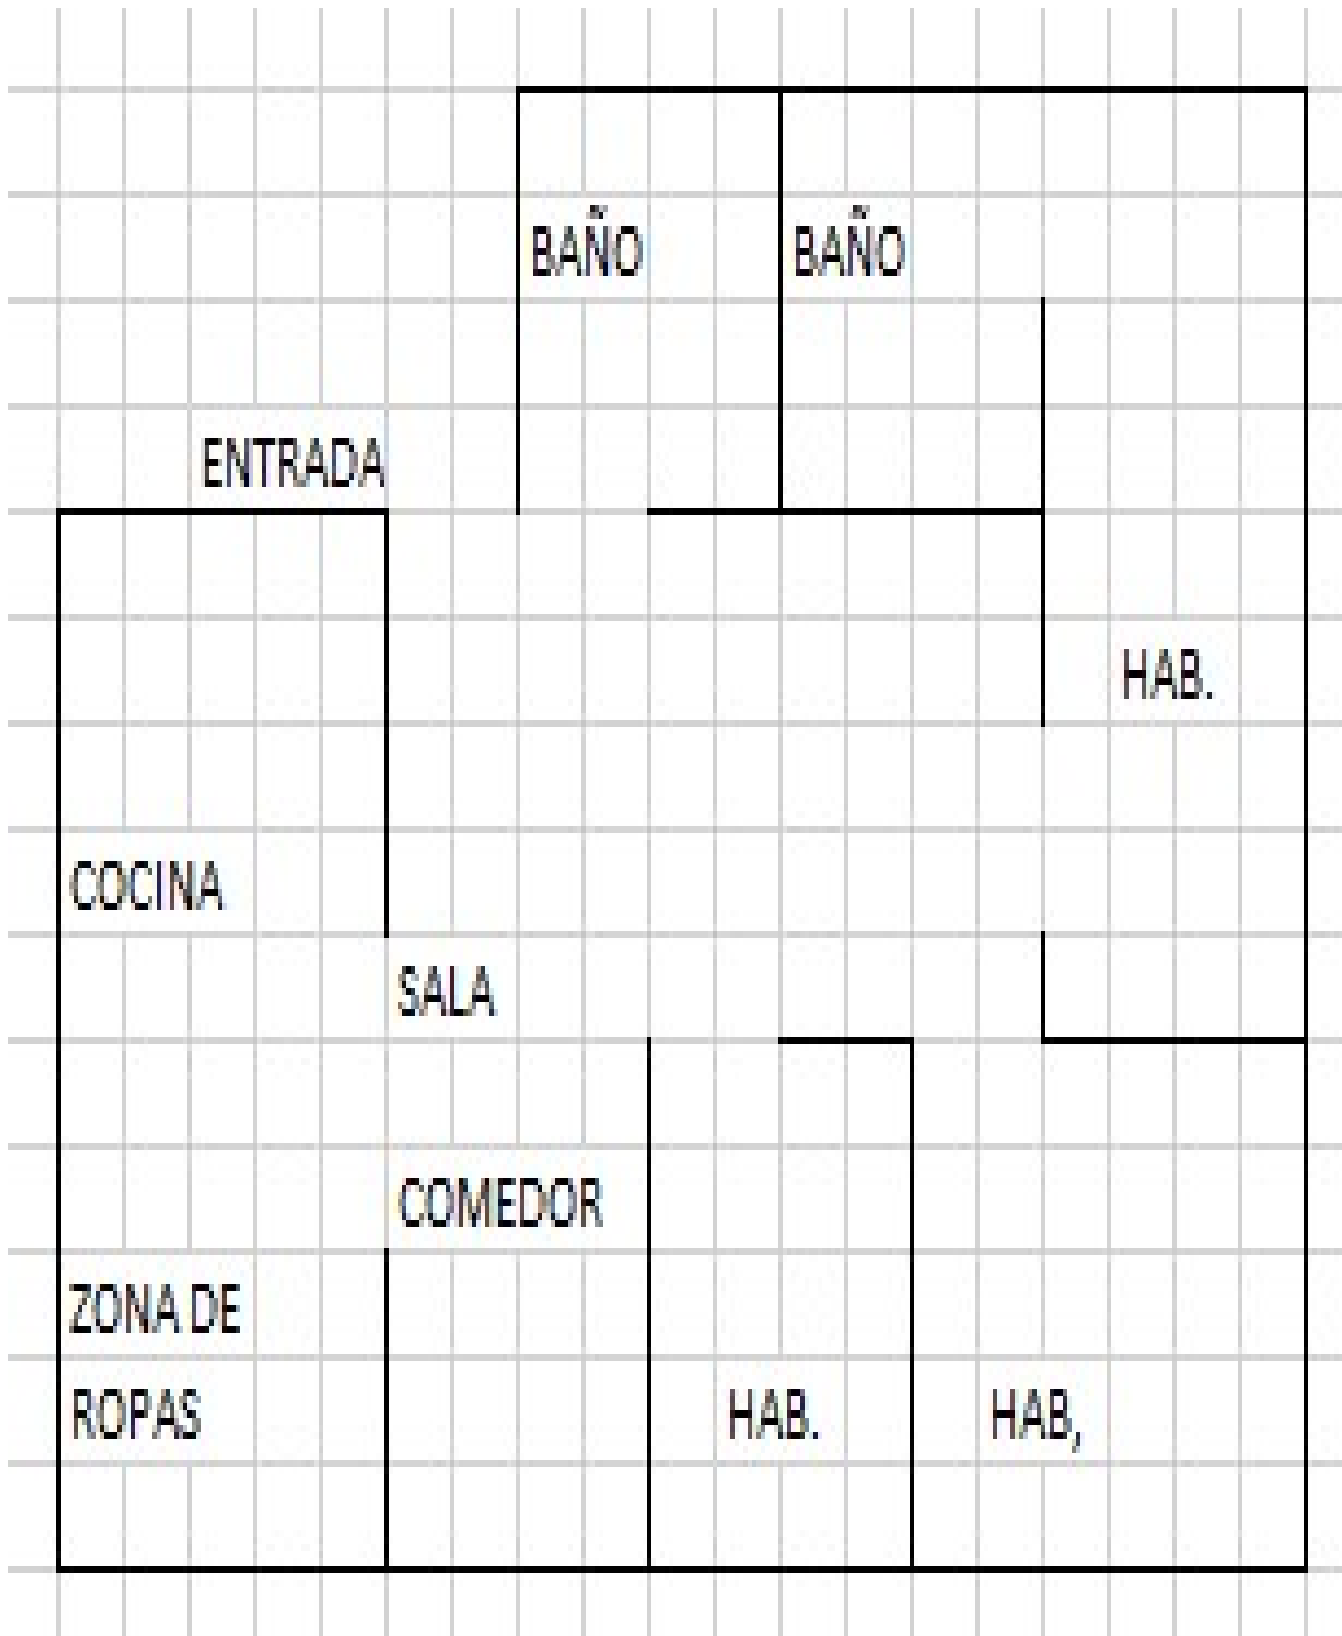 BAÑO BAÑO
ENTRADA
HAB.
COCINA
SALA
COMEDOR
ZONA DE
ROPAS
HAB.
HAB,